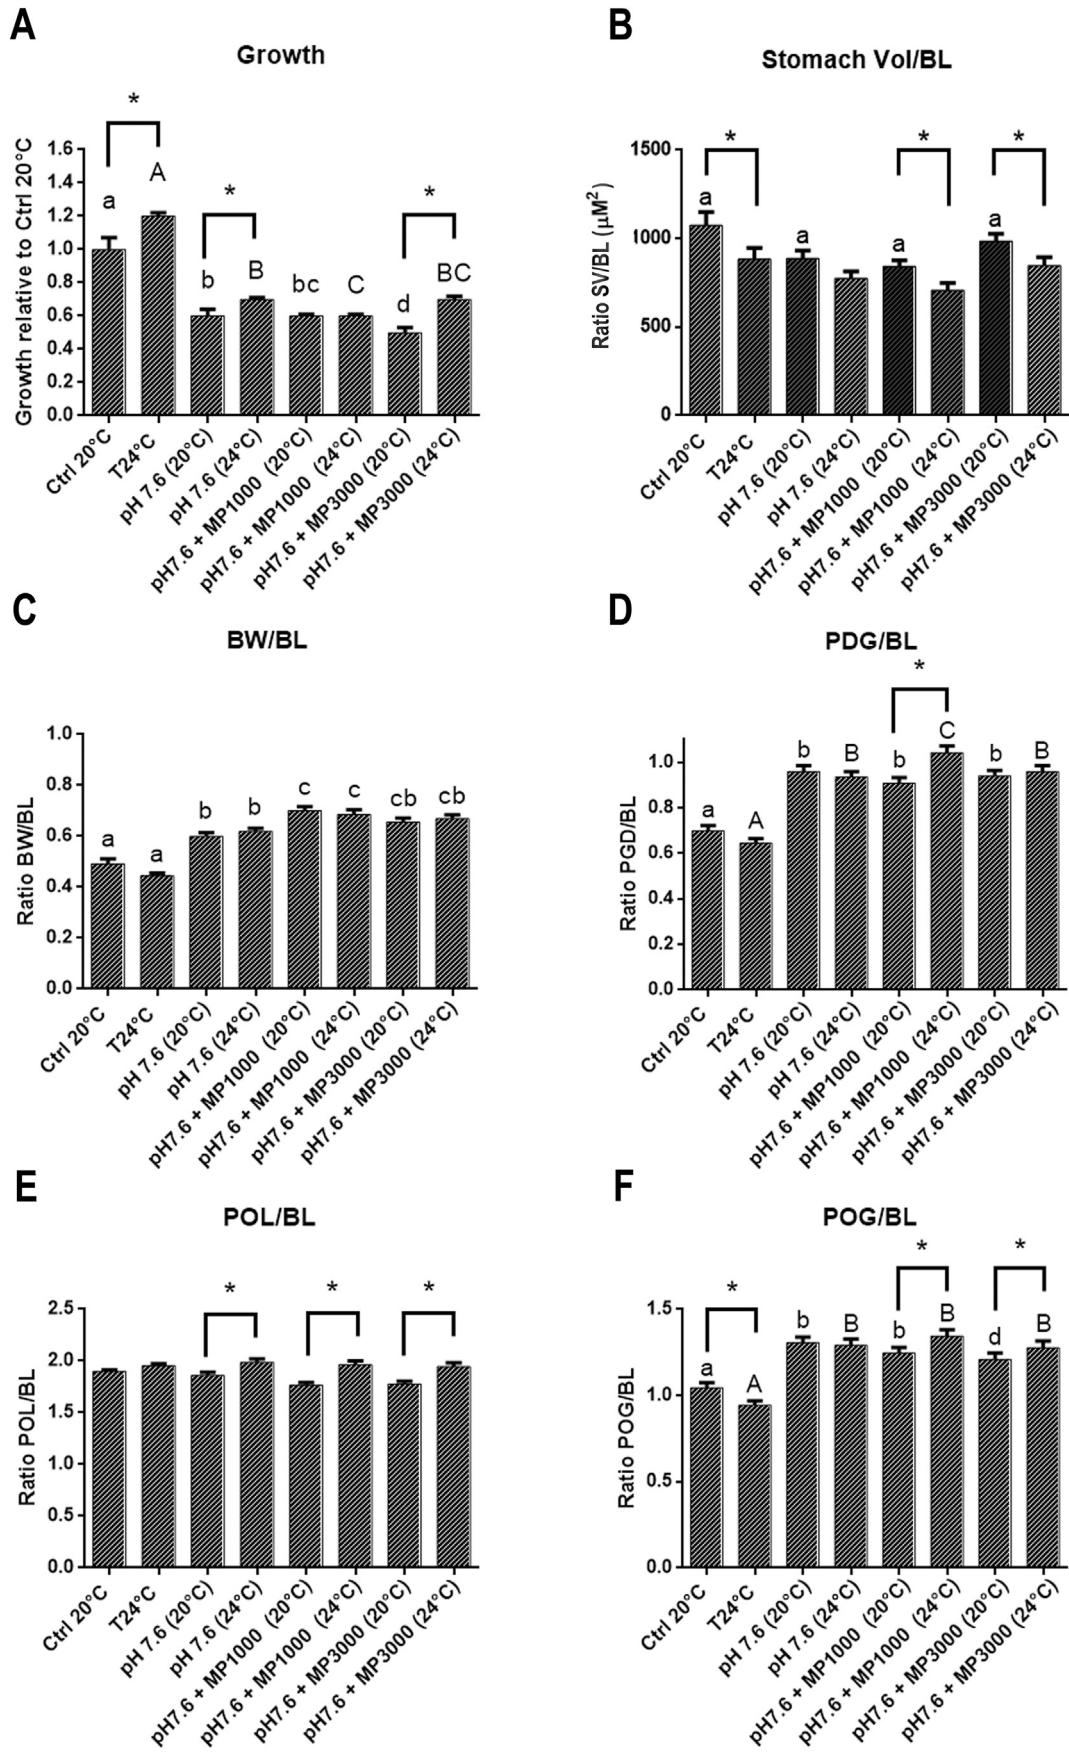 A
Growth
*
*
*
a
A
b
B
bc
C
d
BC
Growth relative to Ctrl 20°C
1.6
1.4
1.2
1.0
0.8
0.6
0.4
0.2
0.0
Ctrl 20°C
T24°C
pH 7.6 (20°C)
pH 7.6 (24°C)
pH7.6 + MP1000 (20°C)
pH7.6 + MP1000 (24°C)
pH7.6 + MP3000 (20°C)
pH7.6 + MP3000 (24°C)
B
Stomach Vol/BL
*
*
*
a
a
a
a
Ratio SV/BL (µM²)
1500
1000
500
0
Ctrl 20°C
T24°C
pH 7.6 (20°C)
pH 7.6 (24°C)
pH7.6 + MP1000 (20°C)
pH7.6 + MP1000 (24°C)
pH7.6 + MP3000 (20°C)
pH7.6 + MP3000 (24°C)
C
BW/BL
a
a
b
b
c
c
cb
cb
Ratio BW/BL
1.0
0.8
0.6
0.4
0.2
0.0
Ctrl 20°C
T24°C
pH 7.6 (20°C)
pH 7.6 (24°C)
pH7.6 + MP1000 (20°C)
pH7.6 + MP1000 (24°C)
pH7.6 + MP3000 (20°C)
pH7.6 + MP3000 (24°C)
D
PDG/BL
*
a
A
b
B
b
C
b
B
Ratio PGD/BL
1.0
0.8
0.6
0.4
0.2
0.0
Ctrl 20°C
T24°C
pH 7.6 (20°C)
pH 7.6 (24°C)
pH7.6 + MP1000 (20°C)
pH7.6 + MP1000 (24°C)
pH7.6 + MP3000 (20°C)
pH7.6 + MP3000 (24°C)
E
POL/BL
*
*
*
Ratio POL/BL
2.5
2.0
1.5
1.0
0.5
0.0
Ctrl 20°C
T24°C
pH 7.6 (20°C)
pH 7.6 (24°C)
pH7.6 + MP1000 (20°C)
pH7.6 + MP1000 (24°C)
pH7.6 + MP3000 (20°C)
pH7.6 + MP3000 (24°C)
F
POG/BL
*
*
*
a
A
b
B
b
B
d
B
Ratio POG/BL
1.5
1.0
0.5
0.0
Ctrl 20°C
T24°C
pH 7.6 (20°C)
pH 7.6 (24°C)
pH7.6 + MP1000 (20°C)
pH7.6 + MP1000 (24°C)
pH7.6 + MP3000 (20°C)
pH7.6 + MP3000 (24°C)